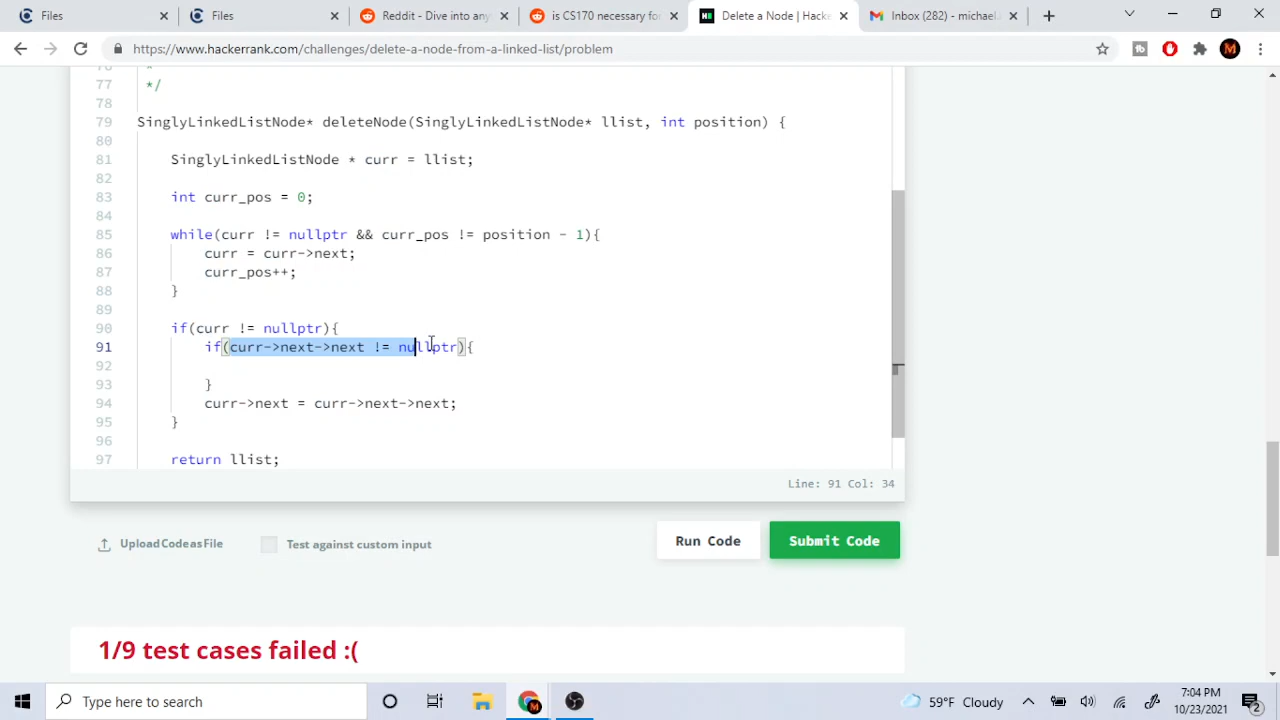 Files
Files
Reddit - Dive into any
is CS170 necessary fo
Delete a Node | Hacke
Inbox (282) - michael.
https://www.hackerrank.com/challenges/delete-a-node-from-a-linked-list/problem
76 *
77 */
78
79 SinglyLinkedListNode* deleteNode(SinglyLinkedListNode* llist, int position) {
80
81 SinglyLinkedListNode * curr = llist;
82
83 int curr_pos = 0;
84
85 while(curr != nullptr && curr_pos != position - 1){
86 curr = curr->next;
87 curr_pos++;
88 }
89
90 if(curr != nullptr){
91 if(curr->next->next != nullptr){
92
93 }
94 curr->next = curr->next->next;
95 }
96
97 return llist;
Line: 91 Col: 34
Upload Code as File
Test against custom input
Run Code
Submit Code
1/9 test cases failed :(
Type here to search
59°F Cloudy
7:04 PM
10/23/2021
2